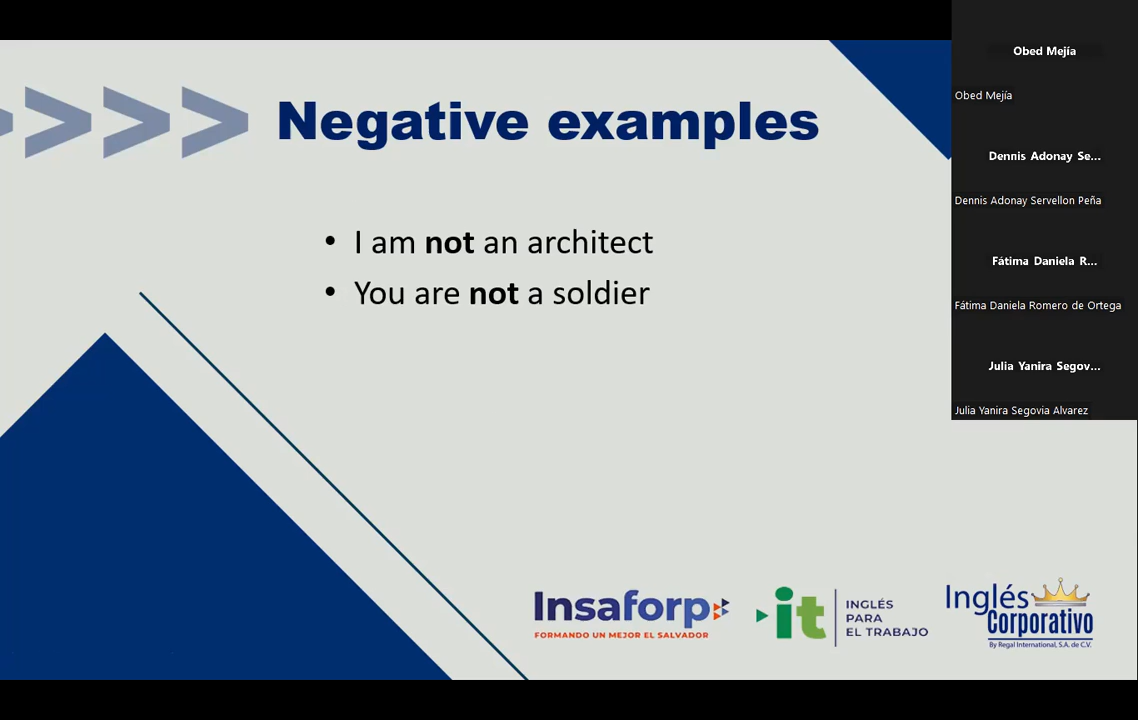 Negative examples
• I am not an architect
• You are not a soldier
Obed Mejía
Obed Mejía
Dennis Adonay Se...
Dennis Adonay Servellon Peña
Fátima Daniela R...
Fátima Daniela Romero de Ortega
Julia Yanira Segov...
Julia Yanira Segovia Alvarez
Insaforp
FORMANDO UN MEJOR EL SALVADOR
it
INGLÉS
PARA
EL TRABAJO
Inglés
Corporativo
By Regal International, S.A. de C.V.